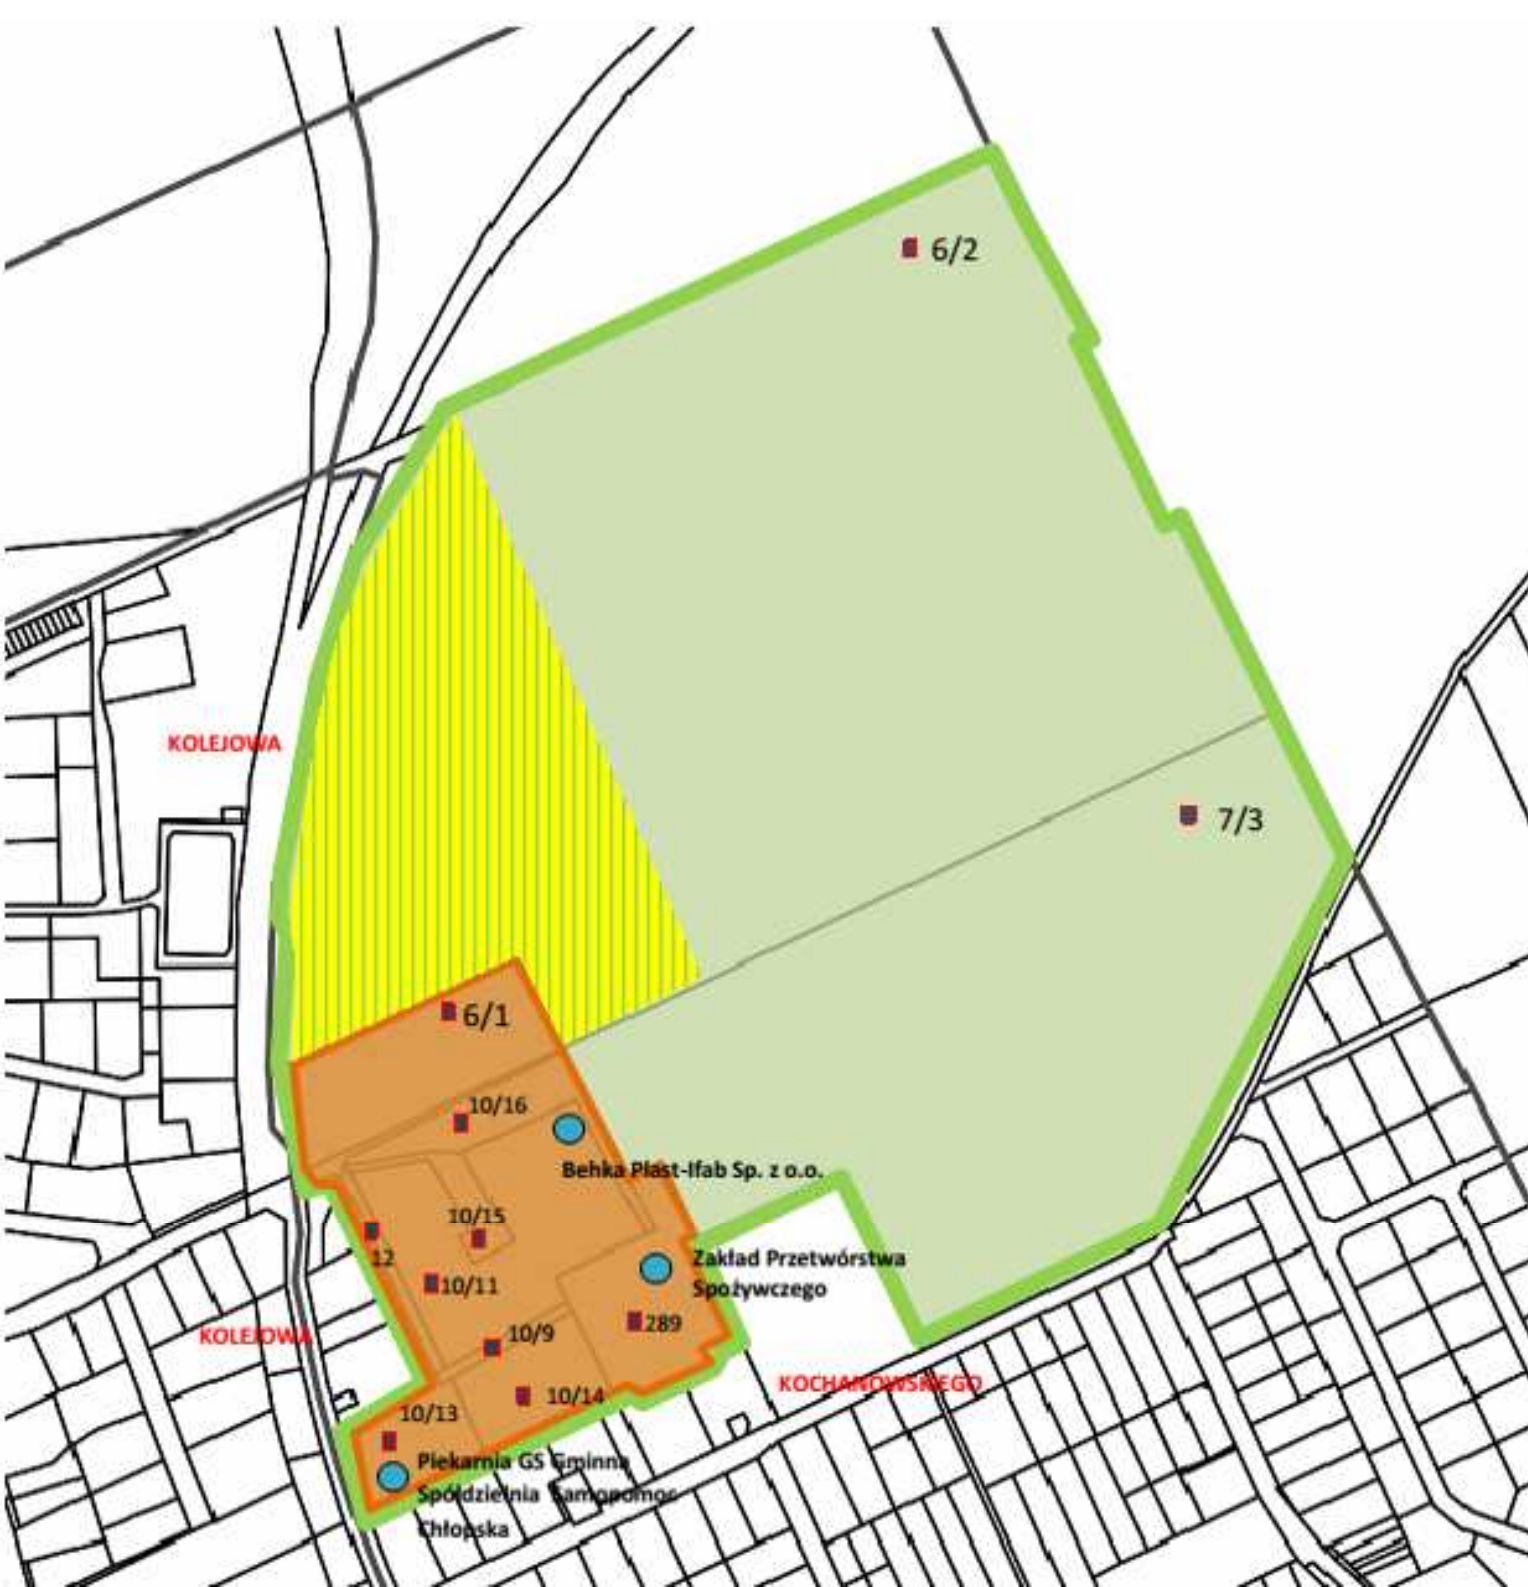 6/2
KOLEJOWA
7/3
6/1
10/16
Behka Plast-Ifab Sp. z o.o.
10/15
12
10/11
Zakład Przetwórstwa
Spożywczego
289
KOLEJOWA
10/9
KOCHANOWSKIEGO
10/14
10/13
Piekarnia GS Gminna
Spółdzielnia Samopomoc
Chłopska